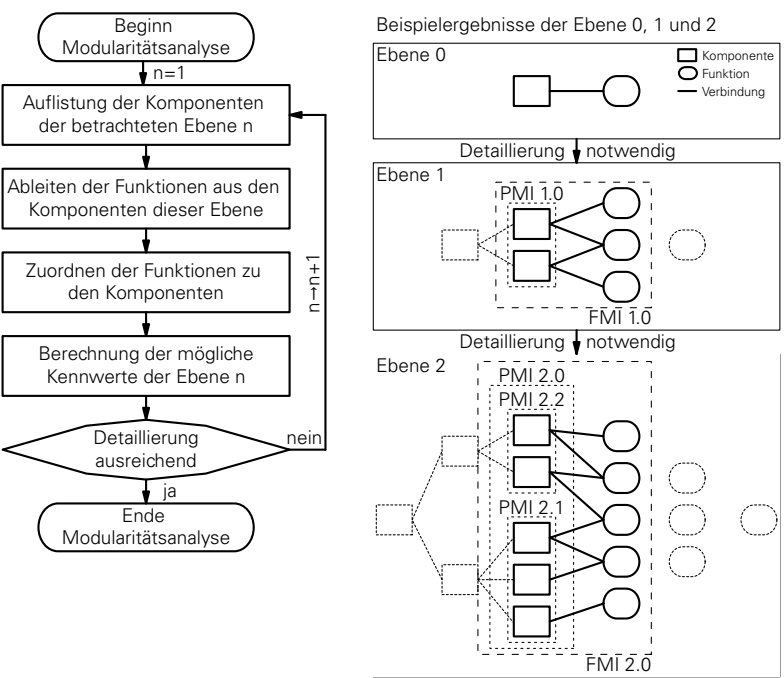 Beginn
Modularitätsanalyse
n=1
Auflistung der Komponenten
der betrachteten Ebene n
Ableiten der Funktionen aus den
Komponenten dieser Ebene
Zuordnen der Funktionen zu
den Komponenten
n→n+1
Berechnung der mögliche
Kennwerte der Ebene n
Detaillierung
ausreichend
nein
ja
Ende
Modularitätsanalyse
Beispielergebnisse der Ebene 0, 1 und 2
Ebene 0
Komponente
Funktion
Verbindung
Detaillierung notwendig
Ebene 1
PMI 1.0
FMI 1.0
Detaillierung notwendig
Ebene 2
PMI 2.0
PMI 2.2
PMI 2.1
FMI 2.0